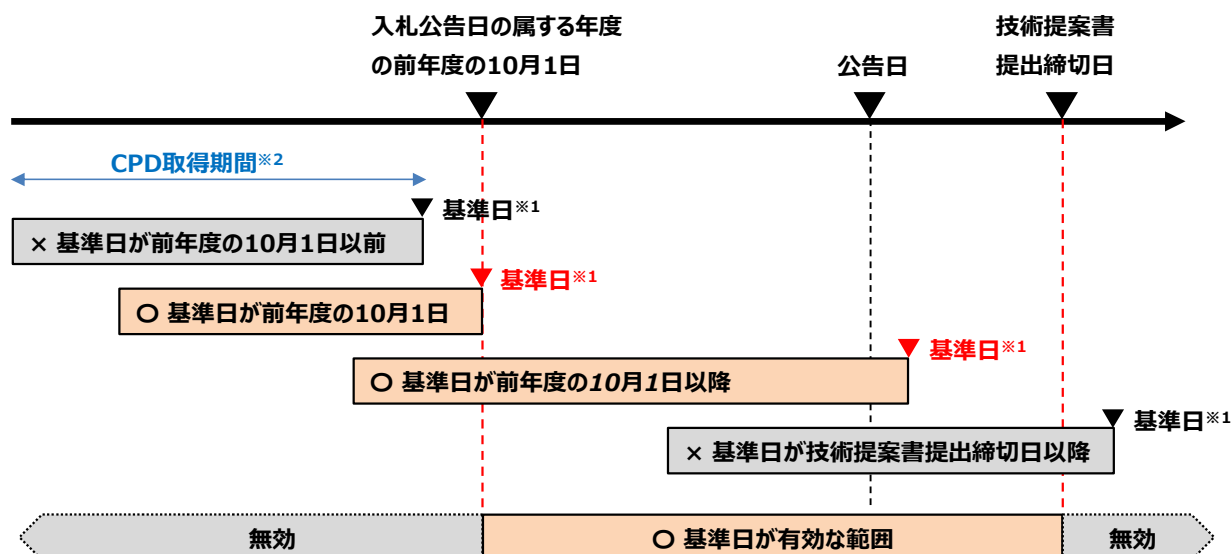 入札公告日の属する年度
の前年度の10月1日
公告日
技術提案書
提出締切日
CPD取得期間※2
基準日※1
× 基準日が前年度の10月1日以前
基準日※1
〇 基準日が前年度の10月1日
基準日※1
〇 基準日が前年度の10月1日以降
基準日※1
× 基準日が技術提案書提出締切日以降
無効
〇 基準日が有効な範囲
無効